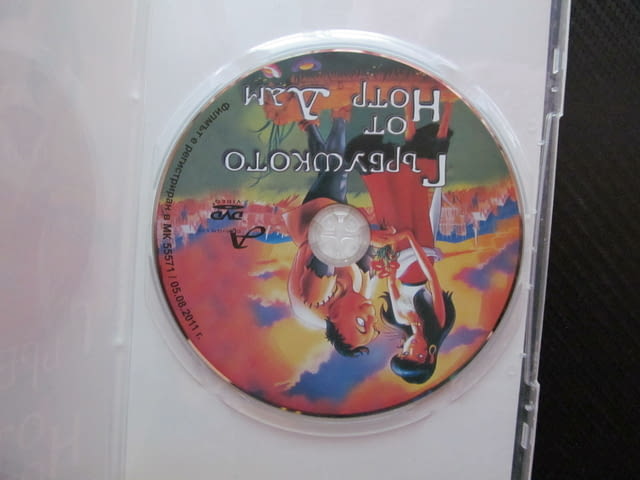 Гърбушкото
от
Нотр Дам
DVD
VIDEO
Филмът е регистриран в МК 55571 / 05.08.2011 г.